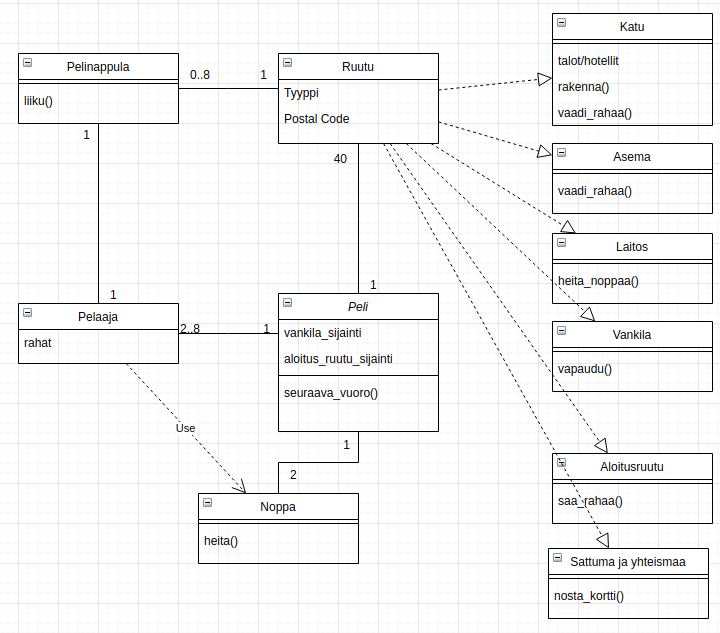 Pelinappula
liiku()
0..8
1
Ruutu
Tyyppi
Postal Code
Katu
talot/hotellit
rakenna()
vaadi_rahaa()
Asema
vaadi_rahaa()
Laitos
heita_noppaa()
Vankila
vapaudu()
Aloitusruutu
saa_rahaa()
Sattuma ja yhteismaa
nosta_kortti()
1
1
40
1
Pelaaja
rahat
2..8
1
Peli
vankila_sijainti
aloitus_ruutu_sijainti
seuraava_vuoro()
Use
1
2
Noppa
heita()